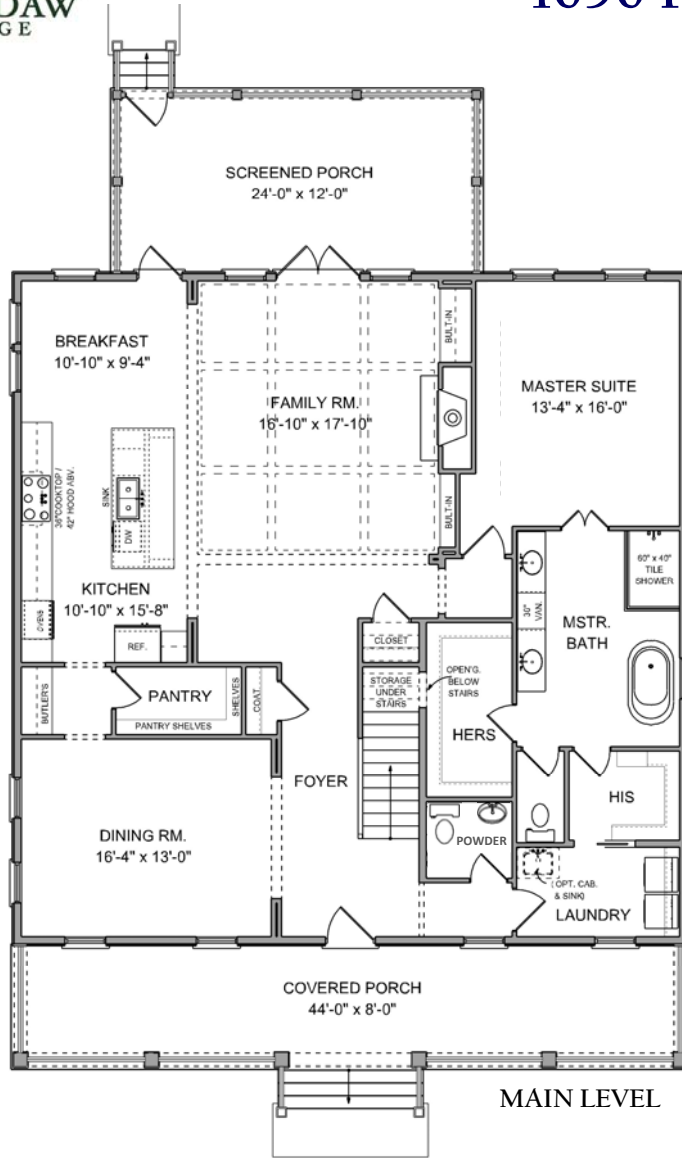 DAW
GE
SCREENED PORCH
24'-0" x 12'-0"
BREAKFAST
10'-10" x 9'-4"
BULT-IN
FAMILY RM.
16'-10" x 17'-10"
MASTER SUITE
13'-4" x 16'-0"
36"COOKTOP /
42" HOOD ABV.
SINK
DW
BULT-IN
60" x 40"
TILE
SHOWER
KITCHEN
10'-10" x 15'-8"
OVENS
REF.
30"
VAN.
MSTR.
BATH
CLOSET
BUTLER'S
PANTRY
SHELVES
PANTRY SHELVES
COAT.
STORAGE
UNDER
STAIRS
OPEN'G.
BELOW
STAIRS
HERS
FOYER
HIS
DINING RM.
16'-4" x 13'-0"
POWDER
(OPT. CAB.
& SINK)
LAUNDRY
COVERED PORCH
44'-0" x 8'-0"
MAIN LEVEL